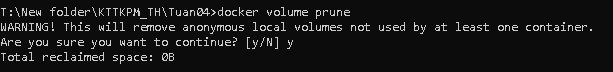 T:\New folder\KTTKPM_TH\Tuan04>docker volume prune
WARNING! This will remove anonymous local volumes not used by at least one container.
Are you sure you want to continue? [y/N] y
Total reclaimed space: 0B